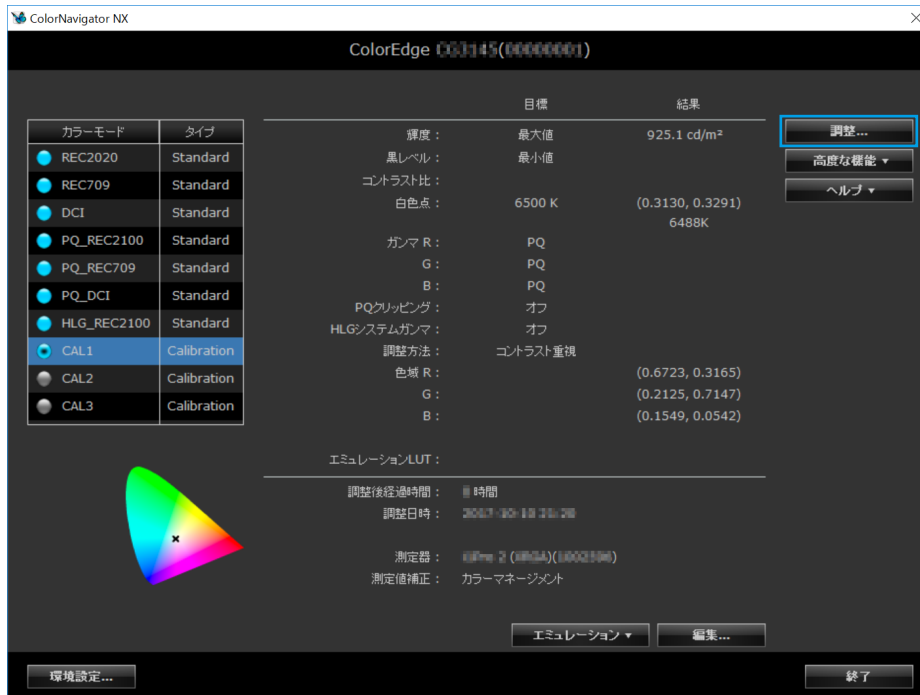 ColorNavigator NX
ColorEdge
目標 結果
カラーモード タイプ
REC2020 Standard
REC709 Standard
DCI Standard
PQ_REC2100 Standard
PQ_REC709 Standard
PQ_DCI Standard
HLG_REC2100 Standard
CAL1 Calibration
CAL2 Calibration
CAL3 Calibration
輝度： 最大値 925.1 cd/m²
黒レベル： 最小値
コントラスト比：
白色点： 6500 K (0.3130, 0.3291)
6488K
ガンマ R： PQ
G： PQ
B： PQ
PQクリッピング： オフ
HLGシステムガンマ： オフ
調整方法： コントラスト重視
色域 R： (0.6723, 0.3165)
G： (0.2125, 0.7147)
B： (0.1549, 0.0542)
エミュレーションLUT：
調整後経過時間： 時間
調整日時：
測定器：
測定値補正： カラーマネージメント
調整...
高度な機能 ▼
ヘルプ ▼
エミュレーション ▼ 編集...
環境設定... 終了